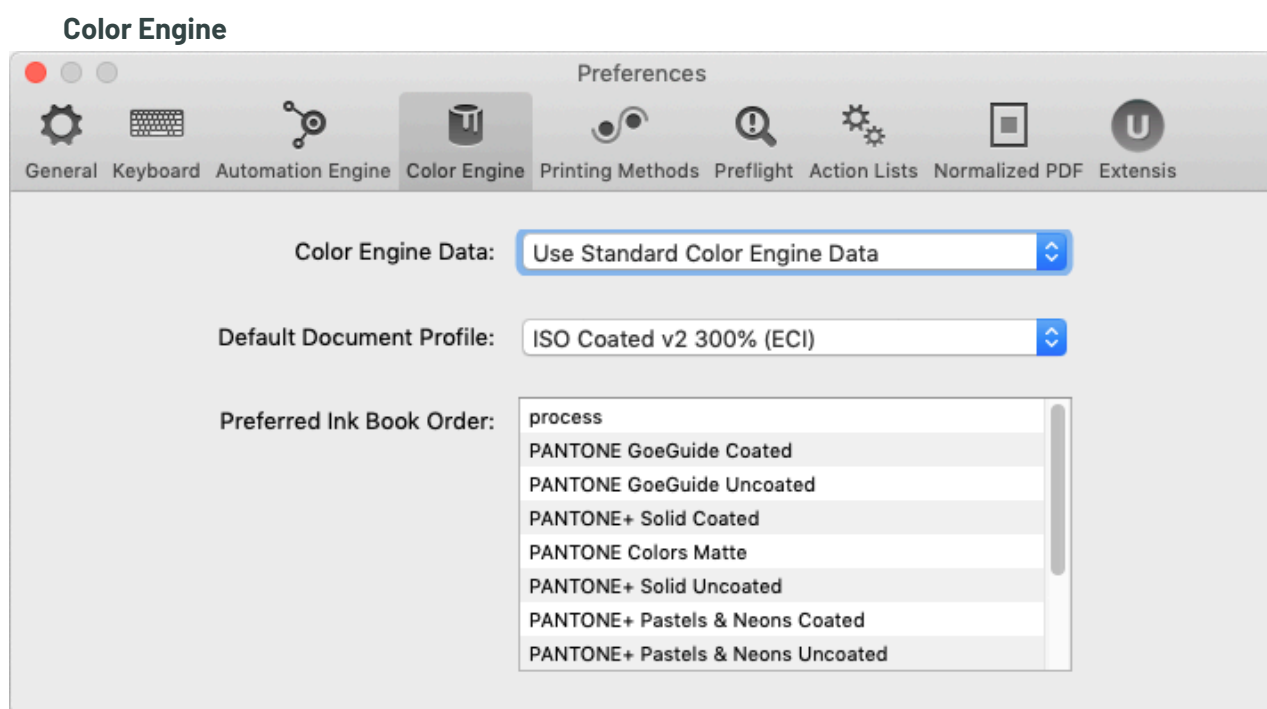 Color Engine
Preferences
General Keyboard Automation Engine Color Engine Printing Methods Preflight Action Lists Normalized PDF Extensis
Color Engine Data: Use Standard Color Engine Data
Default Document Profile: ISO Coated v2 300% (ECI)
Preferred Ink Book Order: process
PANTONE GoeGuide Coated
PANTONE GoeGuide Uncoated
PANTONE+ Solid Coated
PANTONE Colors Matte
PANTONE+ Solid Uncoated
PANTONE+ Pastels & Neons Coated
PANTONE+ Pastels & Neons Uncoated